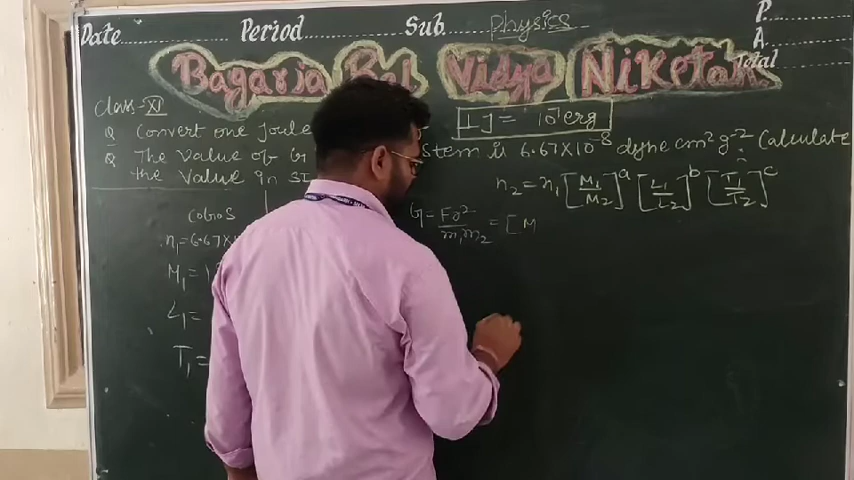 Date Period Sub Physics P
A
Total
Bagaria Bal Vidya Niketan
Class-XI 1J = 10⁷erg
Q Convert one joule
Q The value of G stem is 6.67×10⁻⁸ dyne cm² g⁻² Calculate
the value in SI
n₂=n₁[M₁/M₂]ᵃ [L₁/L₂]ᵇ [T₁/T₂]ᶜ
CGS
G = Fr²/m₁m₂ = [M
n₁=6.67×
M₁=1
L₁=
T₁=